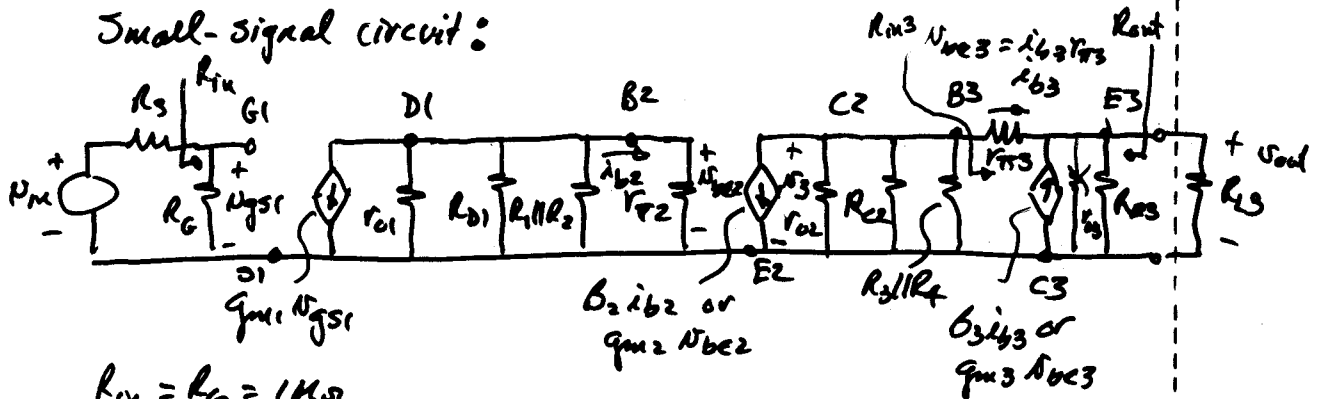 Small-signal circuit:
Rin3 vbe3 = ib3 rπ3 Rout
Rin
RS G1 D1 B2 C2 B3 ib3 E3
+ + + + +
vin RG vgs1 ro1 RD1 R1||R2 ib2 rπ2 vbe2 v3 ro2 RC2 rπ3 ro3 RE3 RL3 vout
- - - - -
S1 E2 R3||R4 C3
gm1 vgs1 β2 ib2 or β3 ib3 or
gm2 vbe2 gm3 vbe3
Rin = RG = 1MΩ